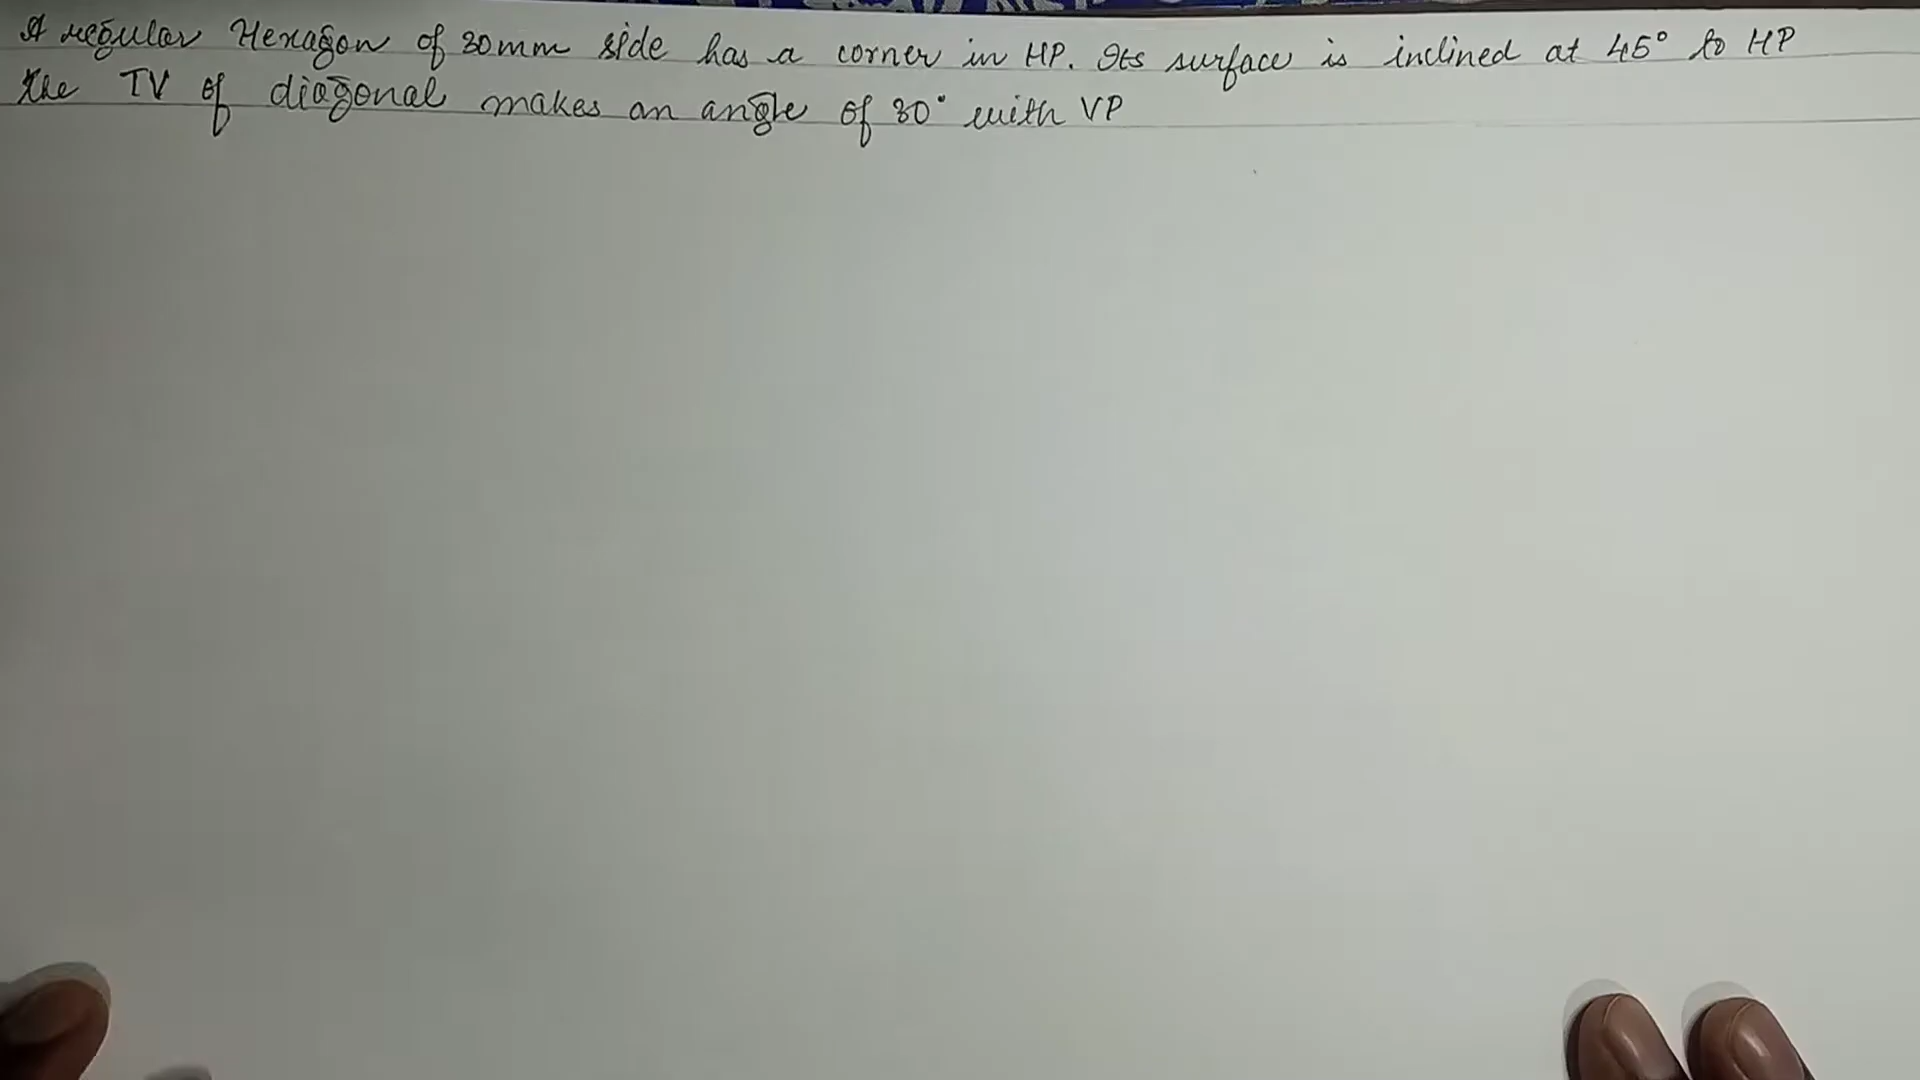 A regular Hexagon of 30mm side has a corner in HP. Its surface is inclined at 45° to HP
the TV of diagonal makes an angle of 30° with VP